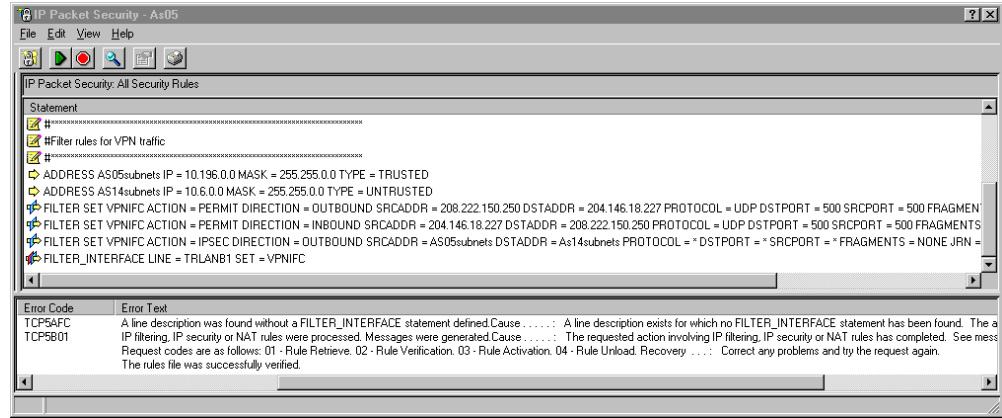 IP Packet Security - As05
File Edit View Help
IP Packet Security: All Security Rules
Statement
#**********************************************************************
#Filter rules for VPN traffic
#**********************************************************************
ADDRESS AS05subnets IP = 10.196.0.0 MASK = 255.255.0.0 TYPE = TRUSTED
ADDRESS AS14subnets IP = 10.6.0.0 MASK = 255.255.0.0 TYPE = UNTRUSTED
FILTER SET VPNIFC ACTION = PERMIT DIRECTION = OUTBOUND SRCADDR = 208.222.150.250 DSTADDR = 204.146.18.227 PROTOCOL = UDP DSTPORT = 500 SRCPORT = 500 FRAGMEN
FILTER SET VPNIFC ACTION = PERMIT DIRECTION = INBOUND SRCADDR = 204.146.18.227 DSTADDR = 208.222.150.250 PROTOCOL = UDP DSTPORT = 500 SRCPORT = 500 FRAGMENTS
FILTER SET VPNIFC ACTION = IPSEC DIRECTION = OUTBOUND SRCADDR = AS05subnets DSTADDR = As14subnets PROTOCOL = * DSTPORT = * SRCPORT = * FRAGMENTS = NONE JRN =
FILTER_INTERFACE LINE = TRLANB1 SET = VPNIFC
Error Code Error Text
TCP5AFC A line description was found without a FILTER_INTERFACE statement defined.Cause . . . . . : A line description exists for which no FILTER_INTERFACE statement has been found. The a
TCP5B01 IP filtering, IP security or NAT rules were processed. Messages were generated.Cause . . . . . : The requested action involving IP filtering, IP security or NAT rules has completed. See mess
Request codes are as follows: 01 - Rule Retrieve. 02 - Rule Verification. 03 - Rule Activation. 04 - Rule Unload. Recovery . . . : Correct any problems and try the request again.
The rules file was successfully verified.